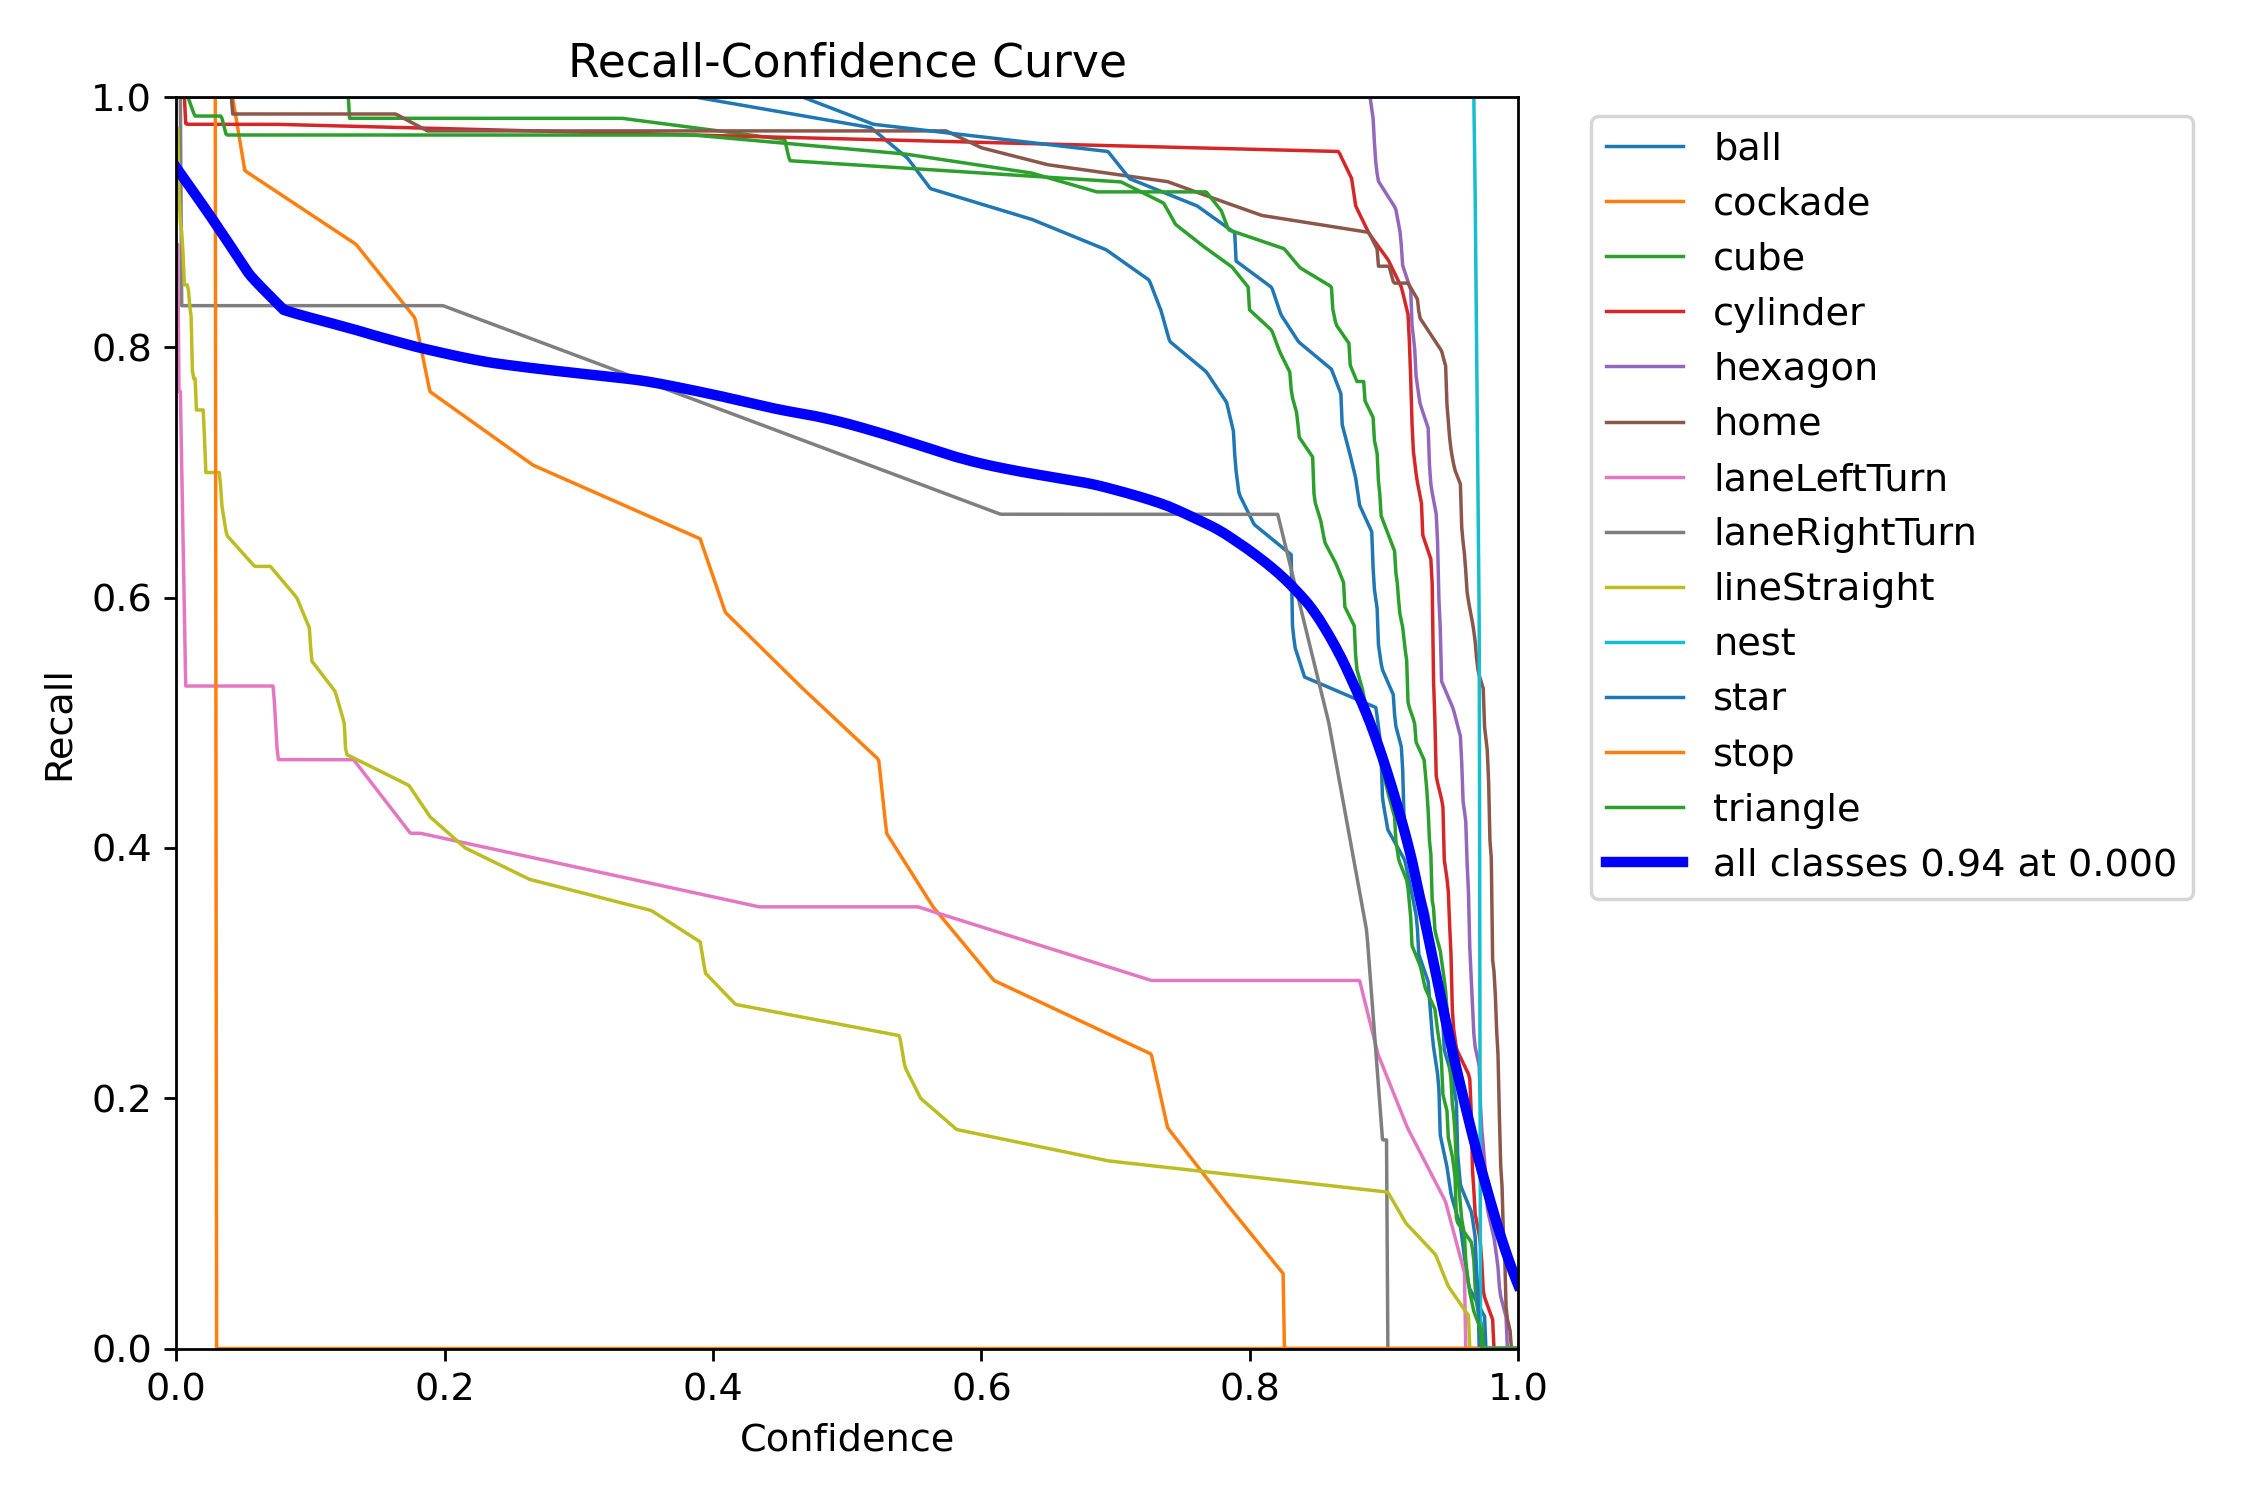 Recall-Confidence Curve
1.0
0.8
0.6
0.4
0.2
0.0
Recall
0.0 0.2 0.4 0.6 0.8 1.0
Confidence
ball
cockade
cube
cylinder
hexagon
home
laneLeftTurn
laneRightTurn
lineStraight
nest
star
stop
triangle
all classes 0.94 at 0.000